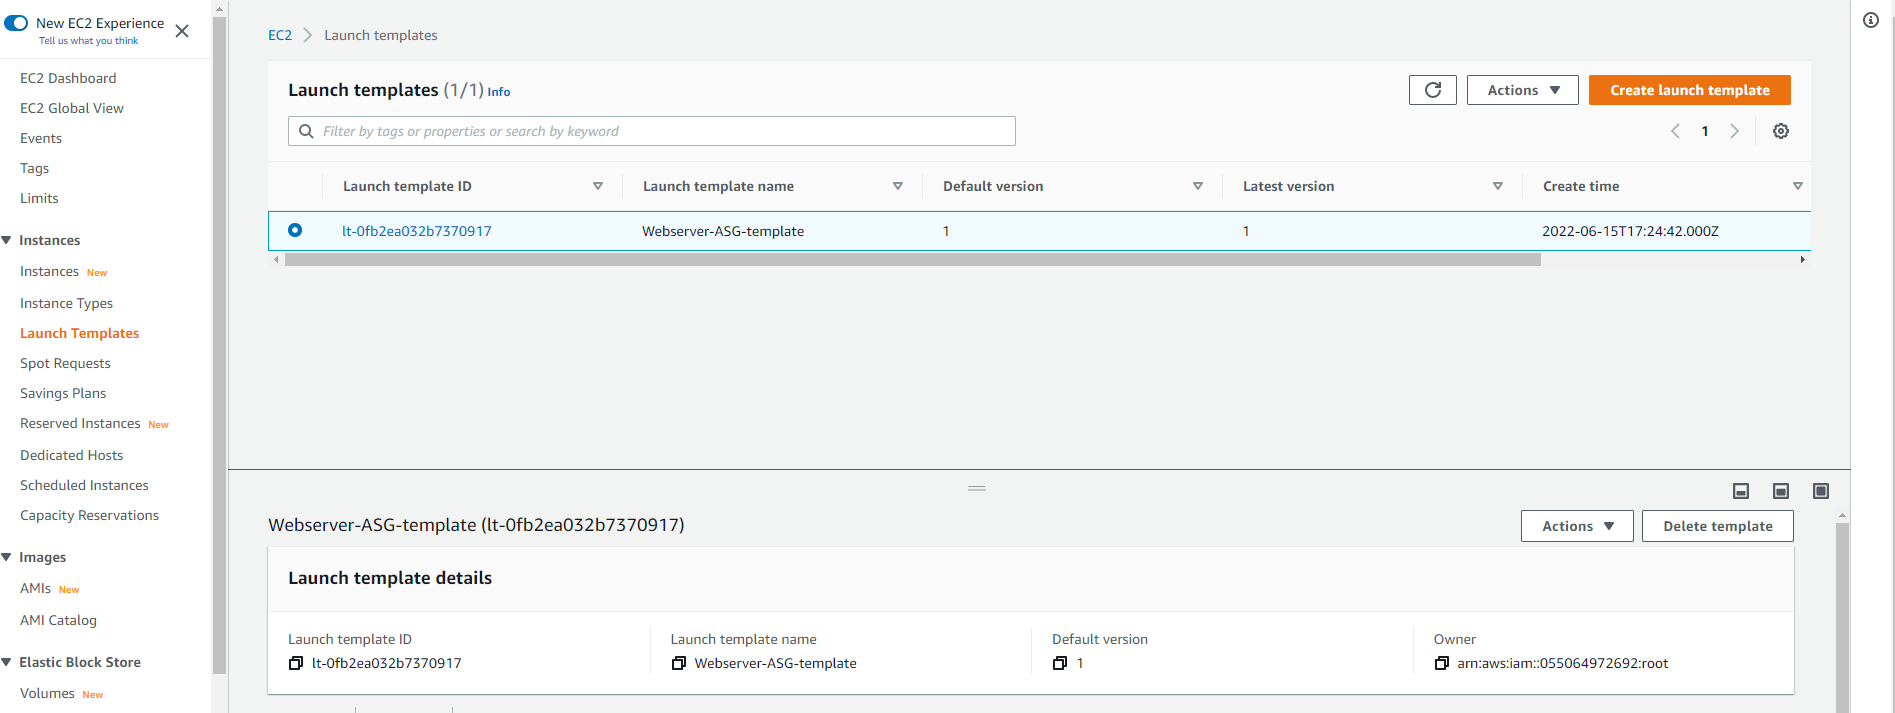 New EC2 Experience
Tell us what you think
EC2 Dashboard
EC2 Global View
Events
Tags
Limits
Instances
Instances New
Instance Types
Launch Templates
Spot Requests
Savings Plans
Reserved Instances New
Dedicated Hosts
Scheduled Instances
Capacity Reservations
Images
AMIs New
AMI Catalog
Elastic Block Store
Volumes New
EC2 > Launch templates
Launch templates (1/1) Info
Actions
Create launch template
Filter by tags or properties or search by keyword
1
Launch template ID Launch template name Default version Latest version Create time
lt-0fb2ea032b7370917 Webserver-ASG-template 1 1 2022-06-15T17:24:42.000Z
Webserver-ASG-template (lt-0fb2ea032b7370917)
Actions
Delete template
Launch template details
Launch template ID Launch template name Default version Owner
lt-0fb2ea032b7370917 Webserver-ASG-template 1 arn:aws:iam::055064972692:root